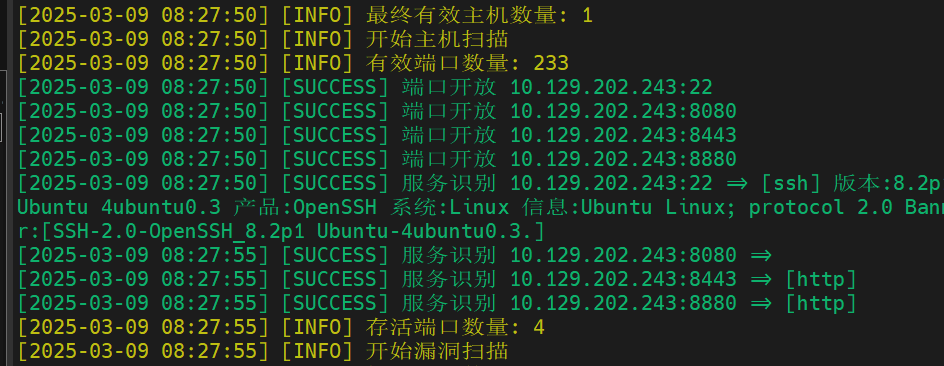 [2025-03-09 08:27:50] [INFO] 最终有效主机数量: 1
[2025-03-09 08:27:50] [INFO] 开始主机扫描
[2025-03-09 08:27:50] [INFO] 有效端口数量: 233
[2025-03-09 08:27:50] [SUCCESS] 端口开放 10.129.202.243:22
[2025-03-09 08:27:50] [SUCCESS] 端口开放 10.129.202.243:8080
[2025-03-09 08:27:50] [SUCCESS] 端口开放 10.129.202.243:8443
[2025-03-09 08:27:50] [SUCCESS] 端口开放 10.129.202.243:8880
[2025-03-09 08:27:50] [SUCCESS] 服务识别 10.129.202.243:22 => [ssh] 版本:8.2p
Ubuntu 4ubuntu0.3 产品:OpenSSH 系统:Linux 信息:Ubuntu Linux; protocol 2.0 Ban
r:[SSH-2.0-OpenSSH_8.2p1 Ubuntu-4ubuntu0.3.]
[2025-03-09 08:27:55] [SUCCESS] 服务识别 10.129.202.243:8080 =>
[2025-03-09 08:27:55] [SUCCESS] 服务识别 10.129.202.243:8443 => [http]
[2025-03-09 08:27:55] [SUCCESS] 服务识别 10.129.202.243:8880 => [http]
[2025-03-09 08:27:55] [INFO] 存活端口数量: 4
[2025-03-09 08:27:55] [INFO] 开始漏洞扫描